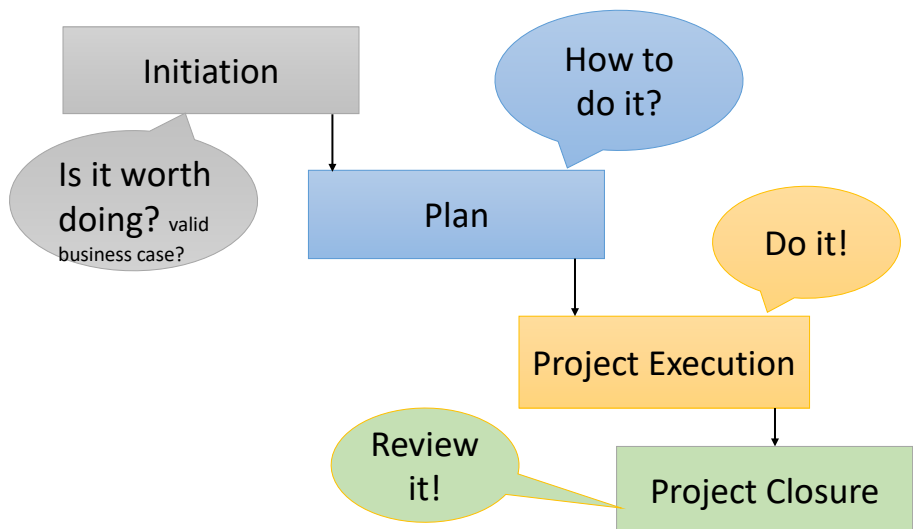 Initiation
How to
do it?
Is it worth
doing? valid
business case?
Plan
Do it!
Project Execution
Review
it!
Project Closure